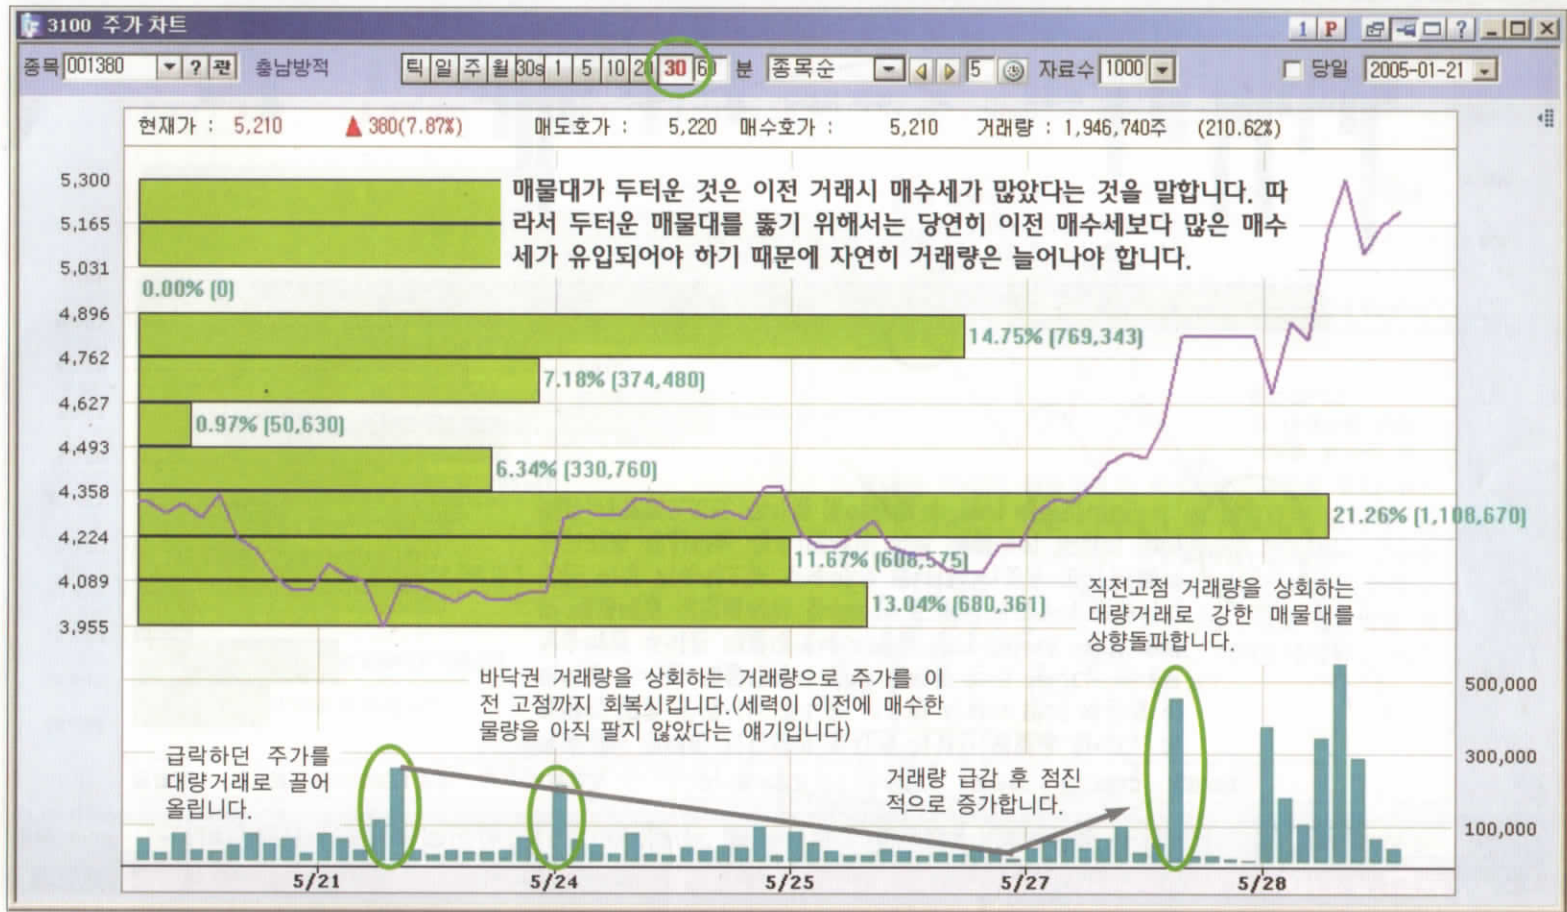 3100 주가 차트
1 P ?
종목 001380 ? 관 충남방적 틱 일 주 월 30s 1 5 10 20 30 60 분 종목순 5 자료수 1000 당일 2005-01-21
현재가 : 5,210 ▲ 380(7.87%) 매도호가 : 5,220 매수호가 : 5,210 거래량 : 1,946,740주 (210.62%)
5,300
매물대가 두터운 것은 이전 거래시 매수세가 많았다는 것을 말합니다. 따
라서 두터운 매물대를 뚫기 위해서는 당연히 이전 매수세보다 많은 매수
세가 유입되어야 하기 때문에 자연히 거래량은 늘어나야 합니다.
5,165
5,031
0.00% (0)
4,896
14.75% (769,343)
4,762
7.18% (374,480)
4,627
0.97% (50,630)
4,493
6.34% (330,760)
4,358
21.26% (1,108,670)
4,224
11.67% (608,575)
4,089
13.04% (680,361)
3,955
직전고점 거래량을 상회하는
대량거래로 강한 매물대를
상향돌파합니다.
바닥권 거래량을 상회하는 거래량으로 주가를 이
전 고점까지 회복시킵니다.(세력이 이전에 매수한
물량을 아직 팔지 않았다는 얘기입니다)
급락하던 주가를
대량거래로 끌어
올립니다.
거래량 급감 후 점진
적으로 증가합니다.
500,000
300,000
100,000
5/21 5/24 5/25 5/27 5/28